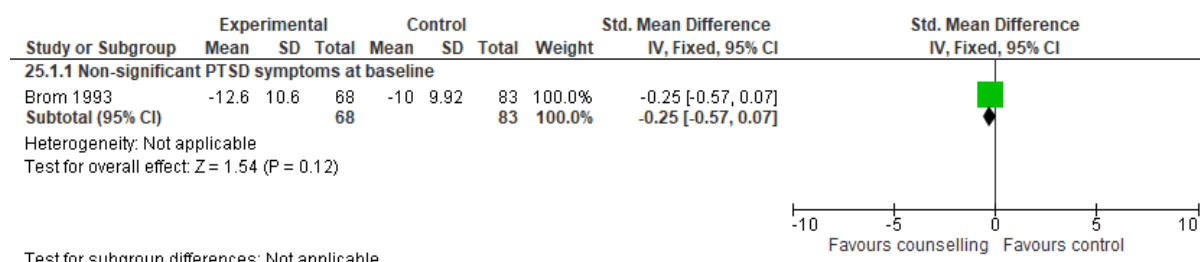 Experimental Control Std. Mean Difference Std. Mean Difference
Study or Subgroup Mean SD Total Mean SD Total Weight IV, Fixed, 95% CI IV, Fixed, 95% CI
25.1.1 Non-significant PTSD symptoms at baseline
Brom 1993 -12.6 10.6 68 -10 9.92 83 100.0% -0.25 [-0.57, 0.07]
Subtotal (95% CI) 68 83 100.0% -0.25 [-0.57, 0.07]
Heterogeneity: Not applicable
Test for overall effect: Z = 1.54 (P = 0.12)
-10 -5 0 5 10
Favours counselling Favours control
Test for subgroup differences: Not applicable